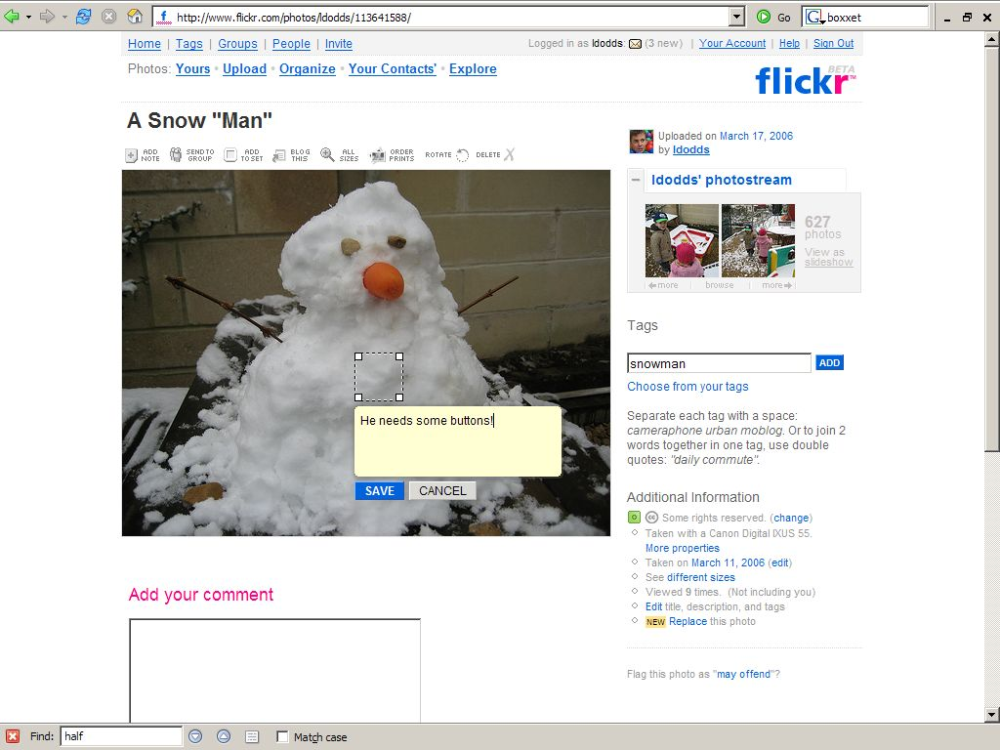 http://www.flickr.com/photos/ldodds/113641588/ Go boxxet
Home | Tags | Groups | People | Invite
Logged in as ldodds: (3 new) | Your Account | Help | Sign Out
Photos: Yours • Upload • Organize • Your Contacts' • Explore
flickr BETA ™
A Snow "Man"
ADD NOTE SEND TO GROUP ADD TO SET BLOG THIS ALL SIZES ORDER PRINTS ROTATE DELETE
He needs some buttons!
SAVE CANCEL
Add your comment
Uploaded on March 17, 2006
by ldodds
ldodds' photostream
627
photos
View as
slideshow
more | browse | more
Tags
snowman ADD
Choose from your tags
Separate each tag with a space:
cameraphone urban moblog. Or to join 2
words together in one tag, use double
quotes: "daily commute".
Additional Information
cc Some rights reserved. (change)
Taken with a Canon Digital IXUS 55.
More properties
Taken on March 11, 2006 (edit)
See different sizes
Viewed 9 times. (Not including you)
Edit title, description, and tags
NEW Replace this photo
Flag this photo as "may offend"?
Find: half Match case